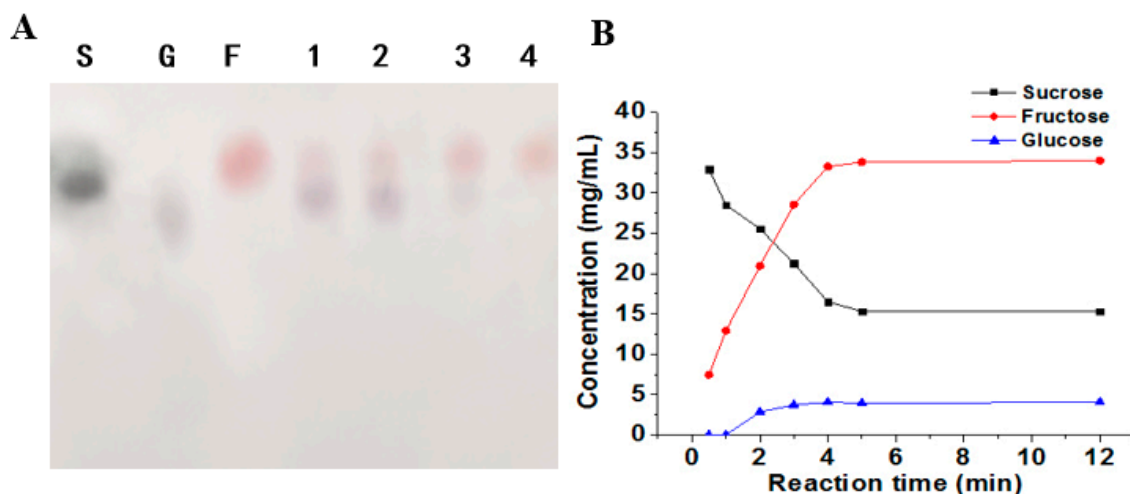 A
S G F 1 2 3 4
B
Sucrose
Fructose
Glucose
40
35
30
25
20
15
10
5
0
Concentration (mg/mL)
0 2 4 6 8 10 12
Reaction time (min)